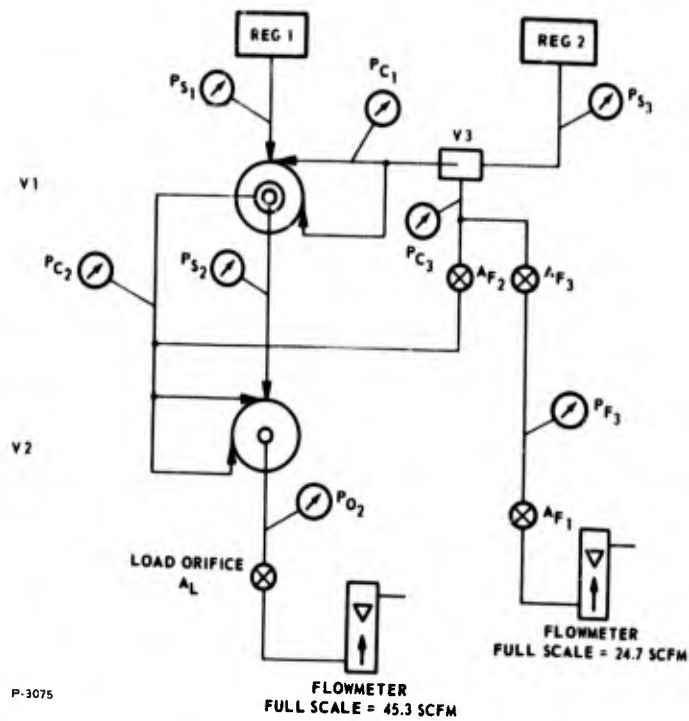 REG 1
REG 2
PS1
PC1
PS3
V3
V1
PC3
PC2
PS2
AF2
AF3
PF3
V2
PO2
AF1
LOAD ORIFICE
AL
FLOWMETER
FULL SCALE = 24.7 SCFM
FLOWMETER
FULL SCALE = 45.3 SCFM
P-3075